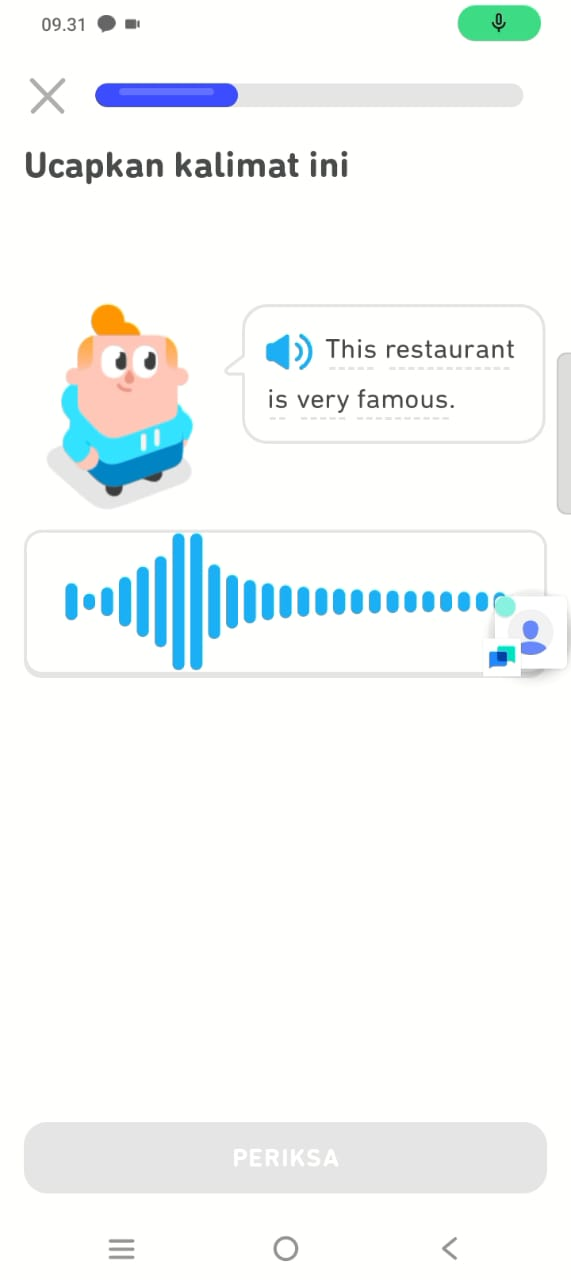 09.31
Ucapkan kalimat ini
This restaurant
is very famous.
PERIKSA